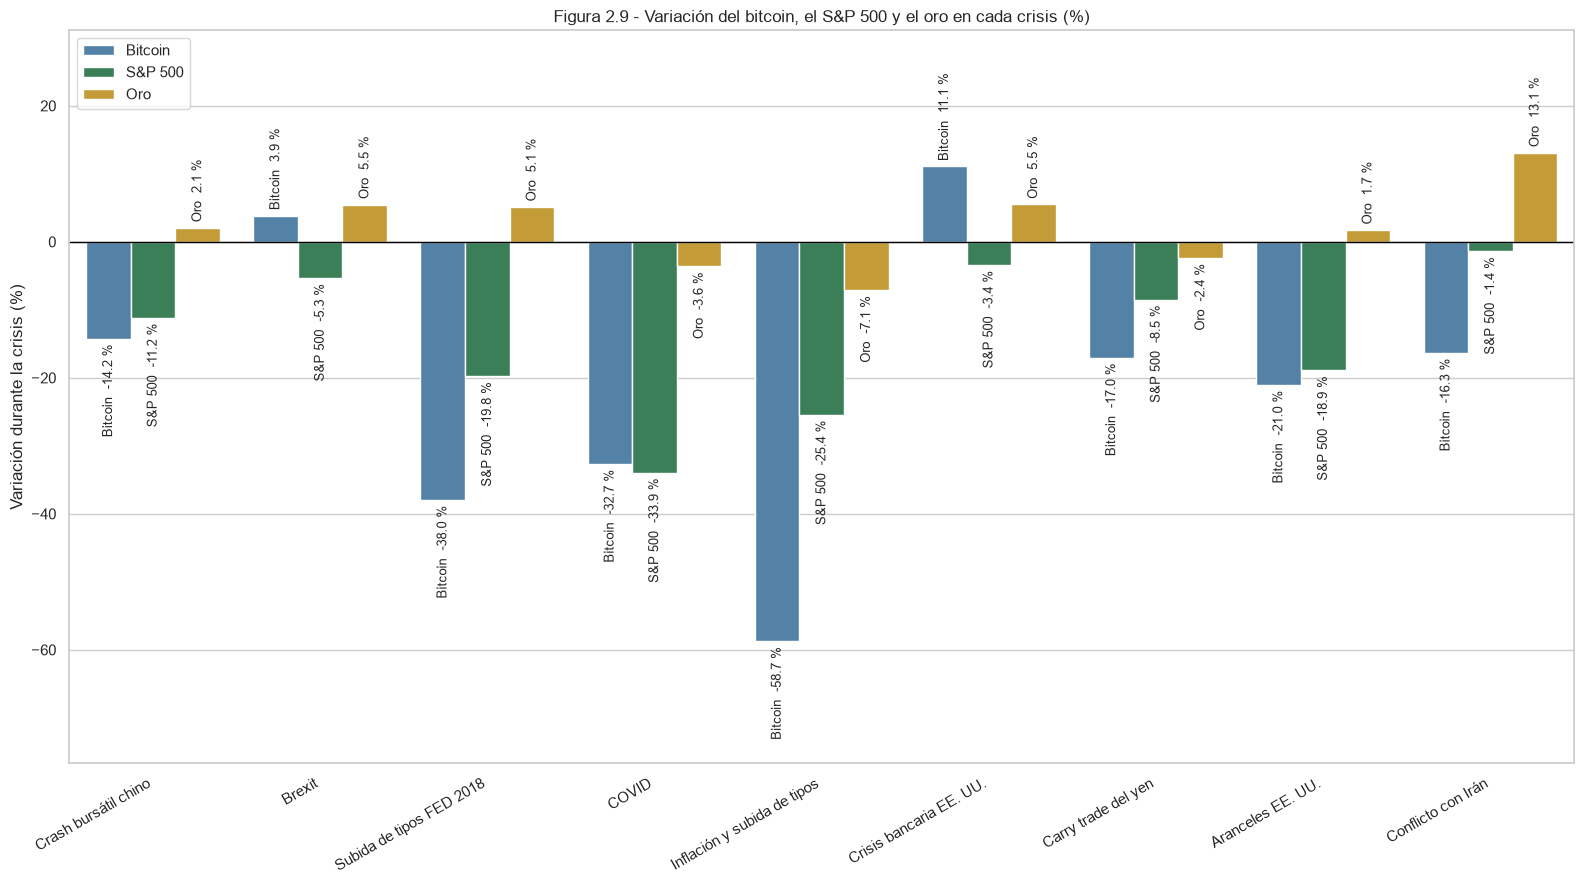 Figura 2.9 - Variación del bitcoin, el S&P 500 y el oro en cada crisis (%)
Bitcoin
S&P 500
Oro
Variación durante la crisis (%)
20
0
−20
−40
−60
Bitcoin -14.2 %
S&P 500 -11.2 %
Oro 2.1 %
Bitcoin 3.9 %
S&P 500 -5.3 %
Oro 5.5 %
Bitcoin -38.0 %
S&P 500 -19.8 %
Oro 5.1 %
Bitcoin -32.7 %
S&P 500 -33.9 %
Oro -3.6 %
Bitcoin -58.7 %
S&P 500 -25.4 %
Oro -7.1 %
Bitcoin 11.1 %
S&P 500 -3.4 %
Oro 5.5 %
Bitcoin -17.0 %
S&P 500 -8.5 %
Oro -2.4 %
Bitcoin -21.0 %
S&P 500 -18.9 %
Oro 1.7 %
Bitcoin -16.3 %
S&P 500 -1.4 %
Oro 13.1 %
Crash bursátil chino
Brexit
Subida de tipos FED 2018
COVID
Inflación y subida de tipos
Crisis bancaria EE. UU.
Carry trade del yen
Aranceles EE. UU.
Conflicto con Irán